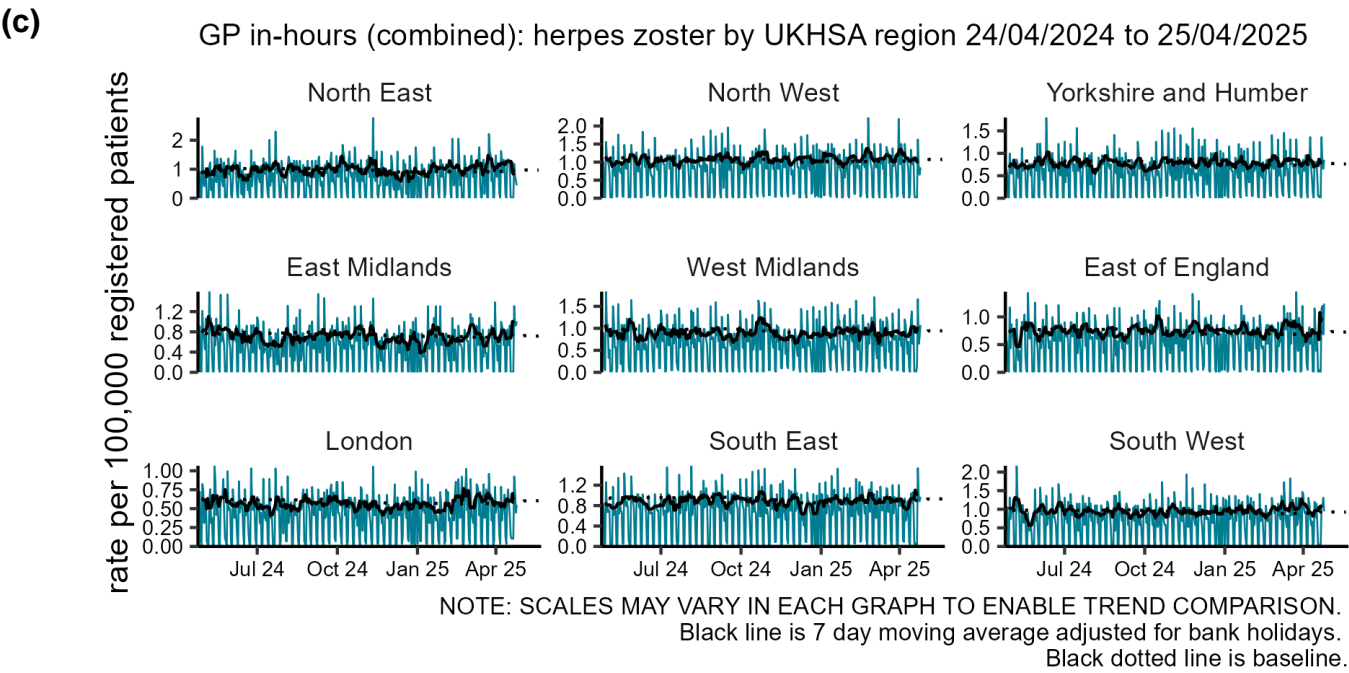 (c)
GP in-hours (combined): herpes zoster by UKHSA region 24/04/2024 to 25/04/2025
rate per 100,000 registered patients
North East
2
1
0
North West
2.0
1.5
1.0
0.5
0.0
Yorkshire and Humber
1.5
1.0
0.5
0.0
East Midlands
1.2
0.8
0.4
0.0
West Midlands
1.5
1.0
0.5
0.0
East of England
1.0
0.5
0.0
London
1.00
0.75
0.50
0.25
0.00
Jul 24 Oct 24 Jan 25 Apr 25
South East
1.2
0.8
0.4
0.0
Jul 24 Oct 24 Jan 25 Apr 25
South West
2.0
1.5
1.0
0.5
0.0
Jul 24 Oct 24 Jan 25 Apr 25
NOTE: SCALES MAY VARY IN EACH GRAPH TO ENABLE TREND COMPARISON.
Black line is 7 day moving average adjusted for bank holidays.
Black dotted line is baseline.